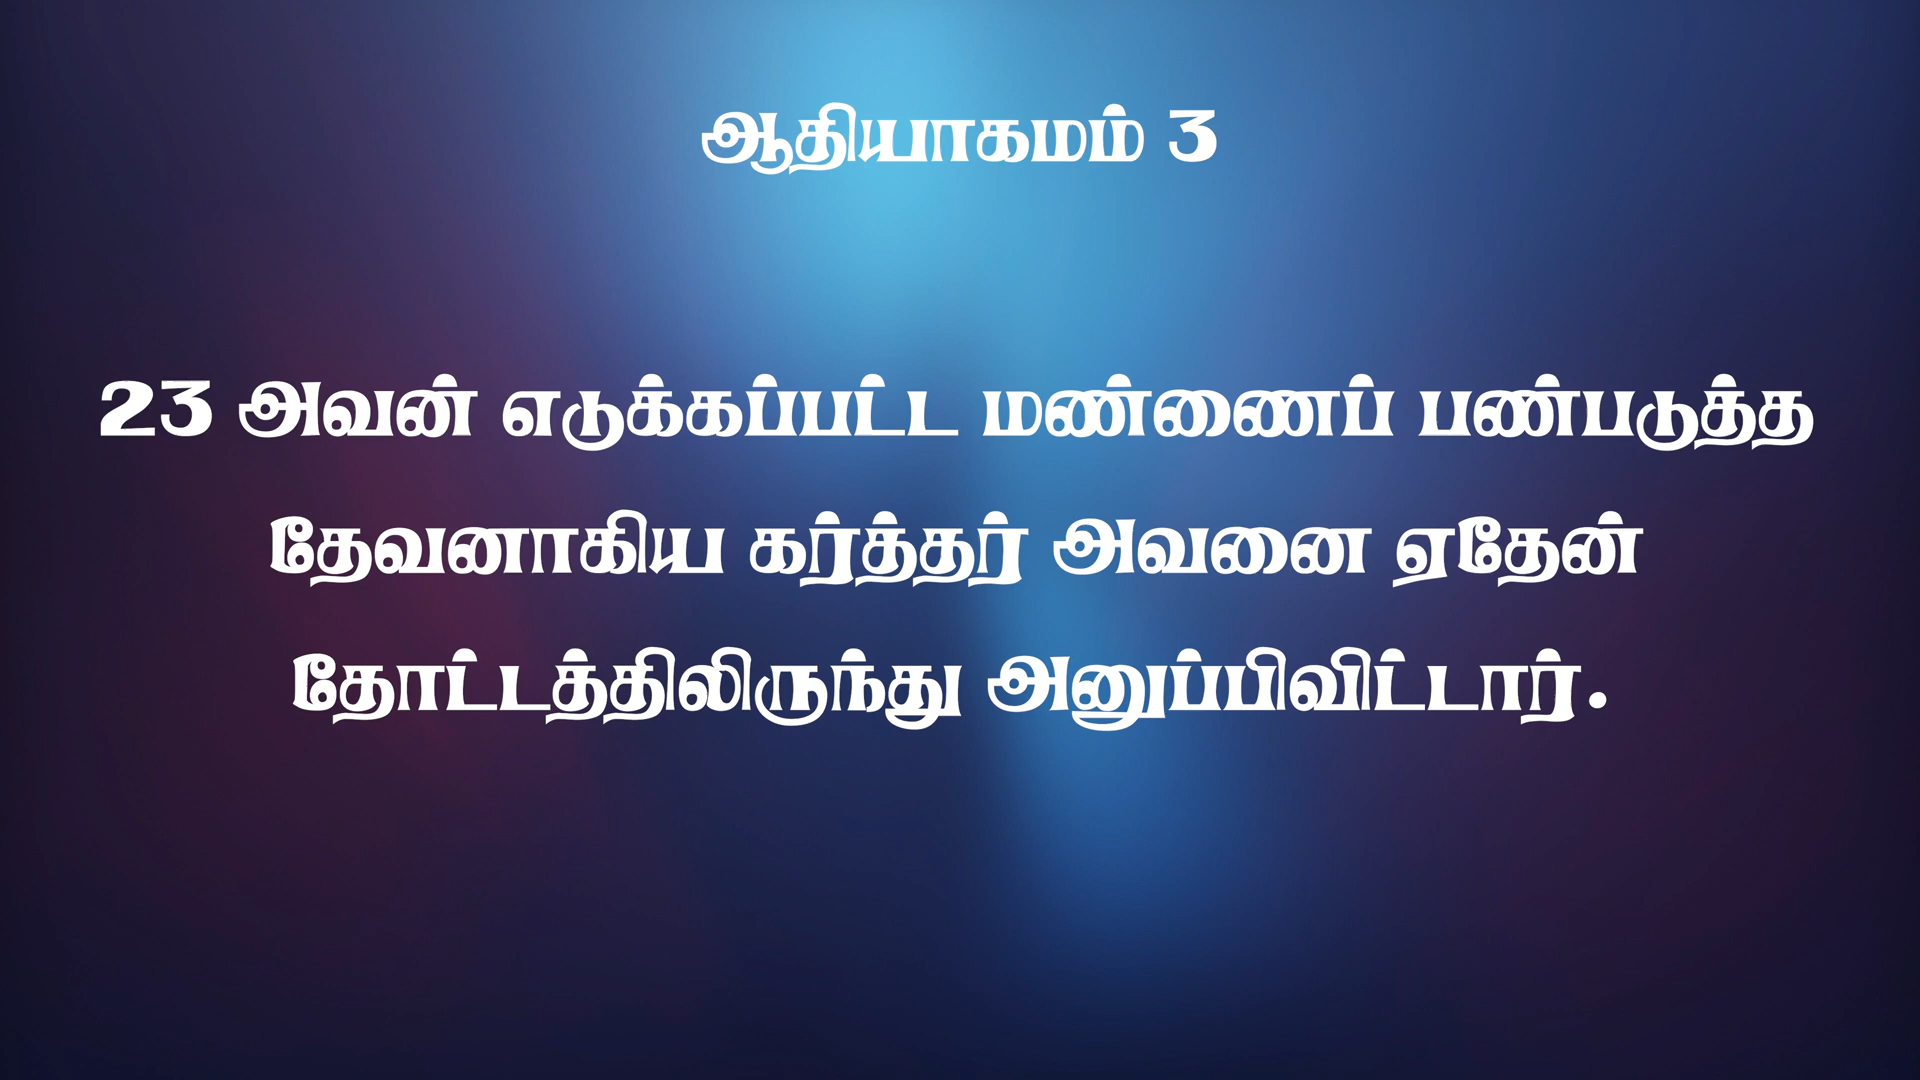 ஆதியாகமம் 3
23 அவன் எடுக்கப்பட்ட மண்ணைப் பண்படுத்த
தேவனாகிய கர்த்தர் அவனை ஏதேன்
தோட்டத்திலிருந்து அனுப்பிவிட்டார்.